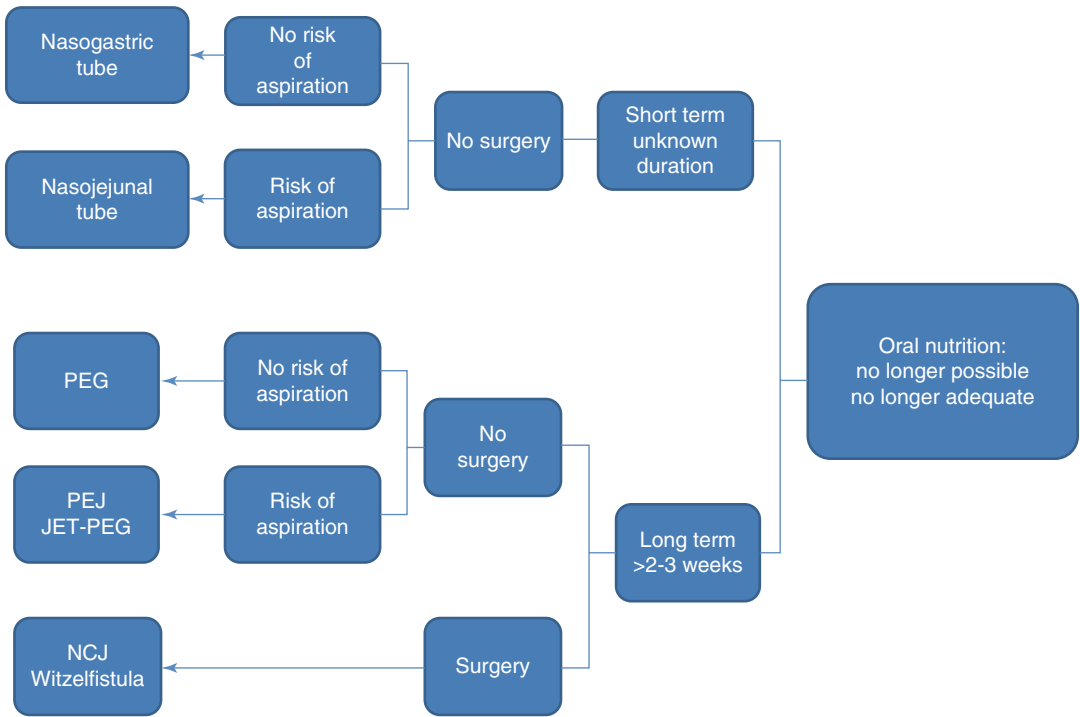 Nasogastric
tube
No risk
of
aspiration
No surgery
Short term
unknown
duration
Nasojejunal
tube
Risk of
aspiration
Oral nutrition:
no longer possible
no longer adequate
PEG
No risk of
aspiration
No
surgery
PEJ
JET-PEG
Risk of
aspiration
Long term
>2-3 weeks
NCJ
Witzelfistula
Surgery